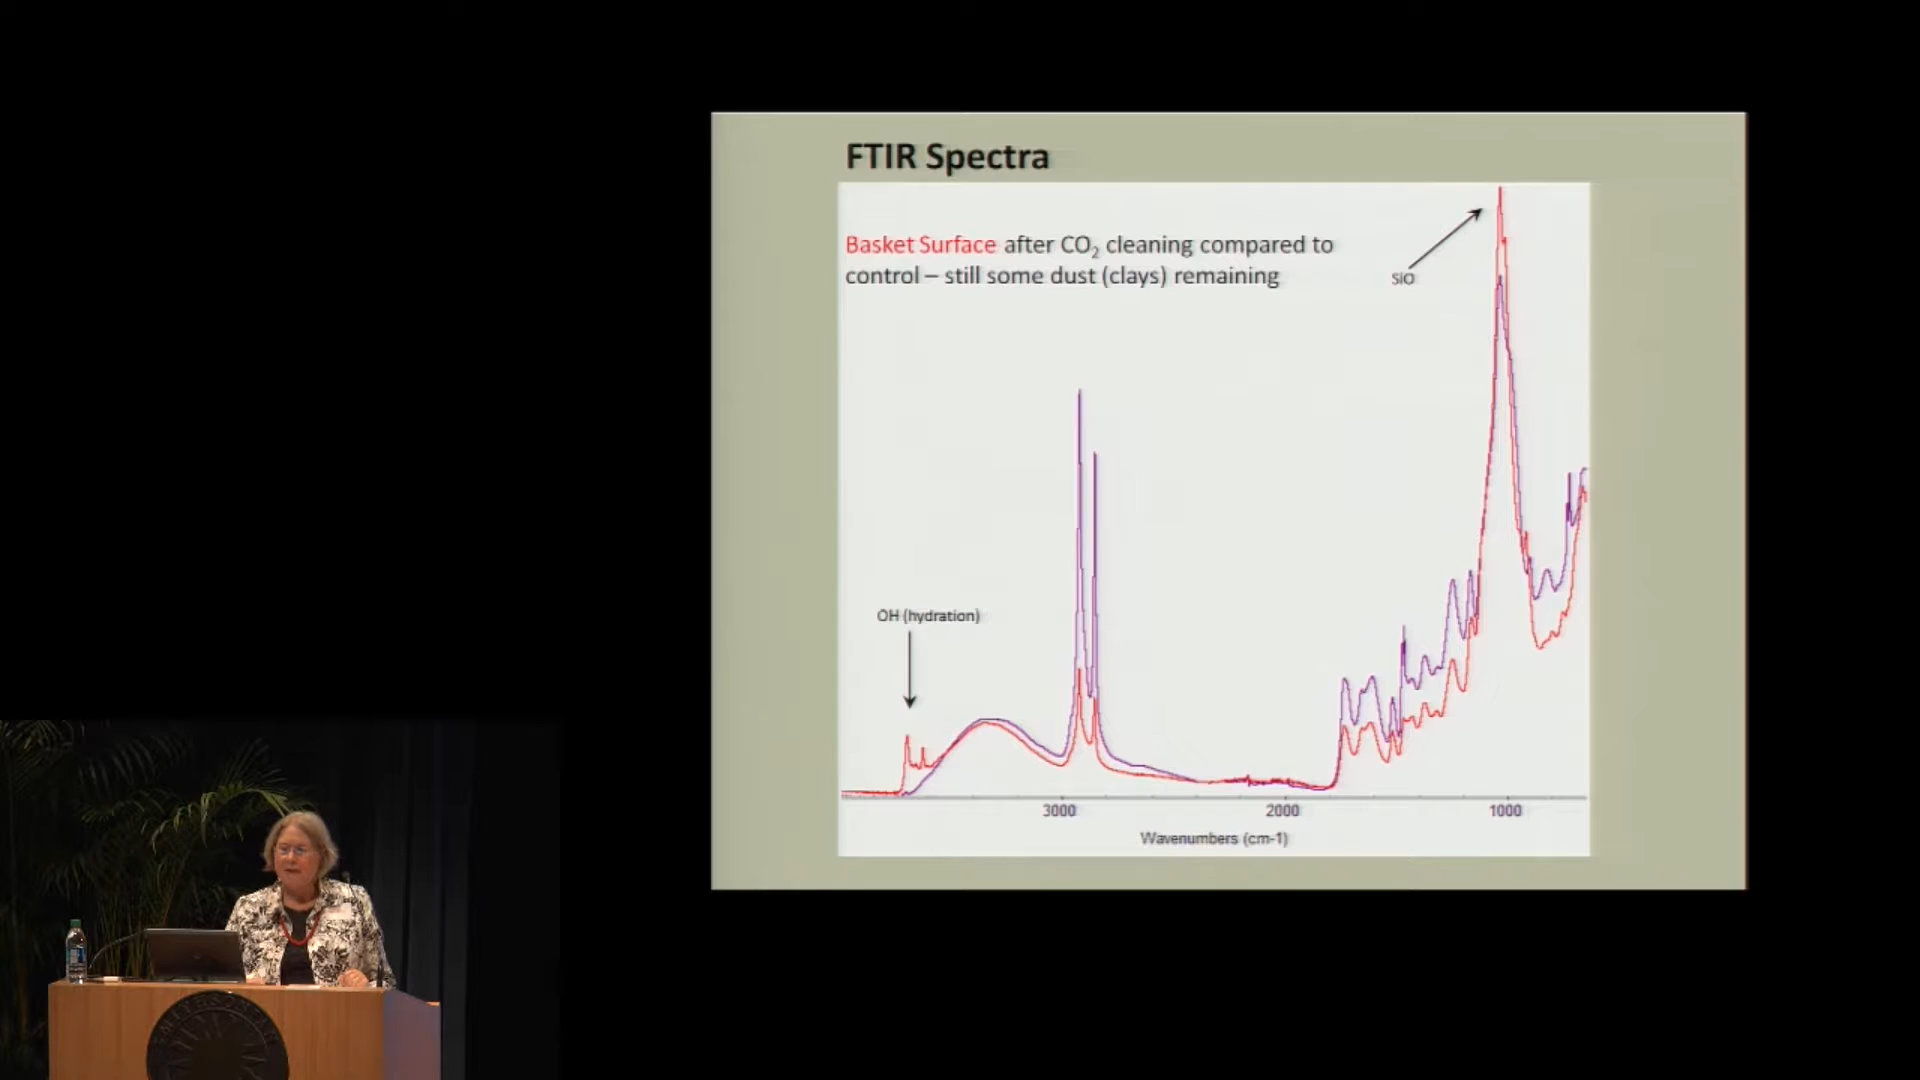 FTIR Spectra
Basket Surface after CO₂ cleaning compared to
control – still some dust (clays) remaining
SiO
OH (hydration)
3000 2000 1000
Wavenumbers (cm-1)
SMITHSONIAN